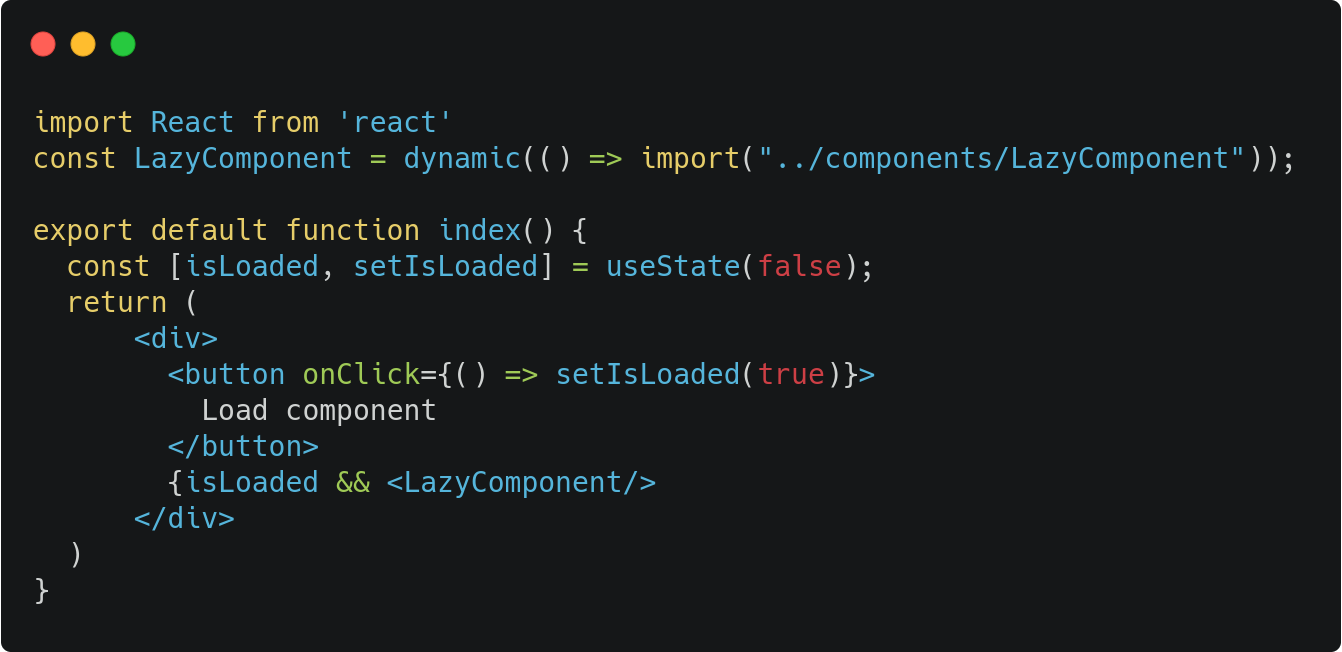 import React from 'react'
const LazyComponent = dynamic(() => import("../components/LazyComponent"));
export default function index() {
  const [isLoaded, setIsLoaded] = useState(false);
  return (
      <div>
        <button onClick={() => setIsLoaded(true)}>
          Load component
        </button>
        {isLoaded && <LazyComponent/>
      </div>
  )
}